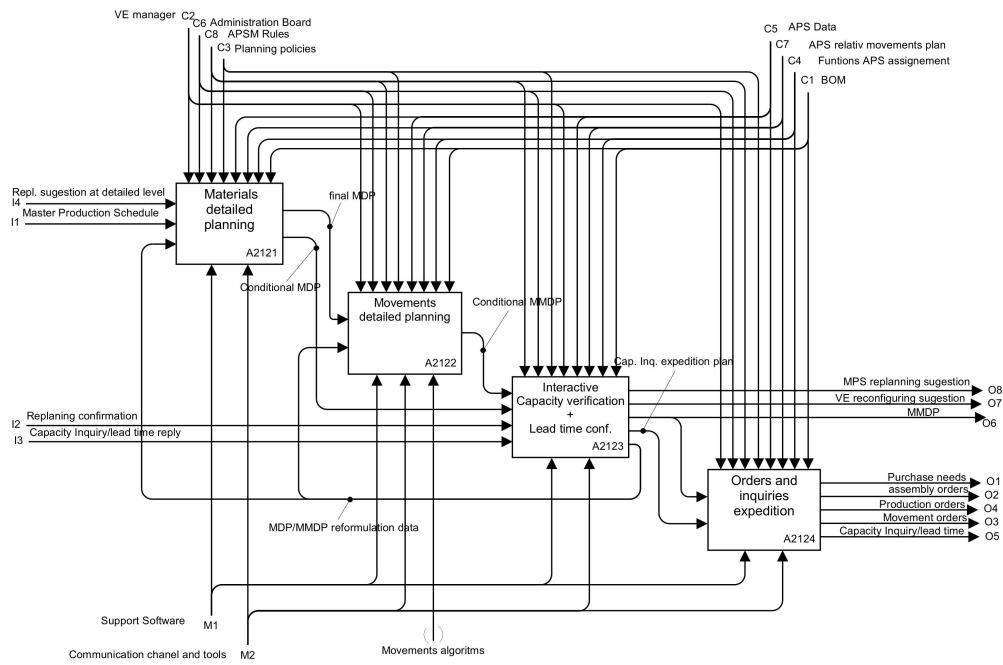 VE manager C2
C6 Administration Board
C8 APSM Rules
C3 Planning policies
C5 APS Data
C7 APS relativ movements plan
C4 Funtions APS assignement
C1 BOM
Repl. sugestion at detailed level
I4
Master Production Schedule
I1
Materials
detailed
planning
A2121
final MDP
Conditional MDP
Movements
detailed planning
A2122
Conditional MMDP
Cap. Inq. expedition plan
Interactive
Capacity verification
+
Lead time conf.
A2123
MPS replanning sugestion
O8
VE reconfiguring sugestion
O7
MMDP
O6
Replaning confirmation
I2
Capacity Inquiry/lead time reply
I3
MDP/MMDP reformulation data
Orders and
inquiries
expedition
A2124
Purchase needs
O1
assembly orders
O2
Production orders
O4
Movement orders
O3
Capacity Inquiry/lead time
O5
Support Software M1
Communication chanel and tools M2
Movements algoritms